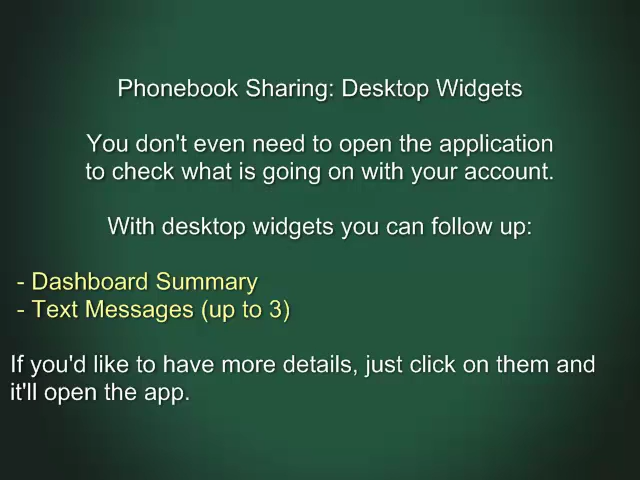 Phonebook Sharing: Desktop Widgets
You don't even need to open the application
to check what is going on with your account.
With desktop widgets you can follow up:
- Dashboard Summary
- Text Messages (up to 3)
If you'd like to have more details, just click on them and
it'll open the app.